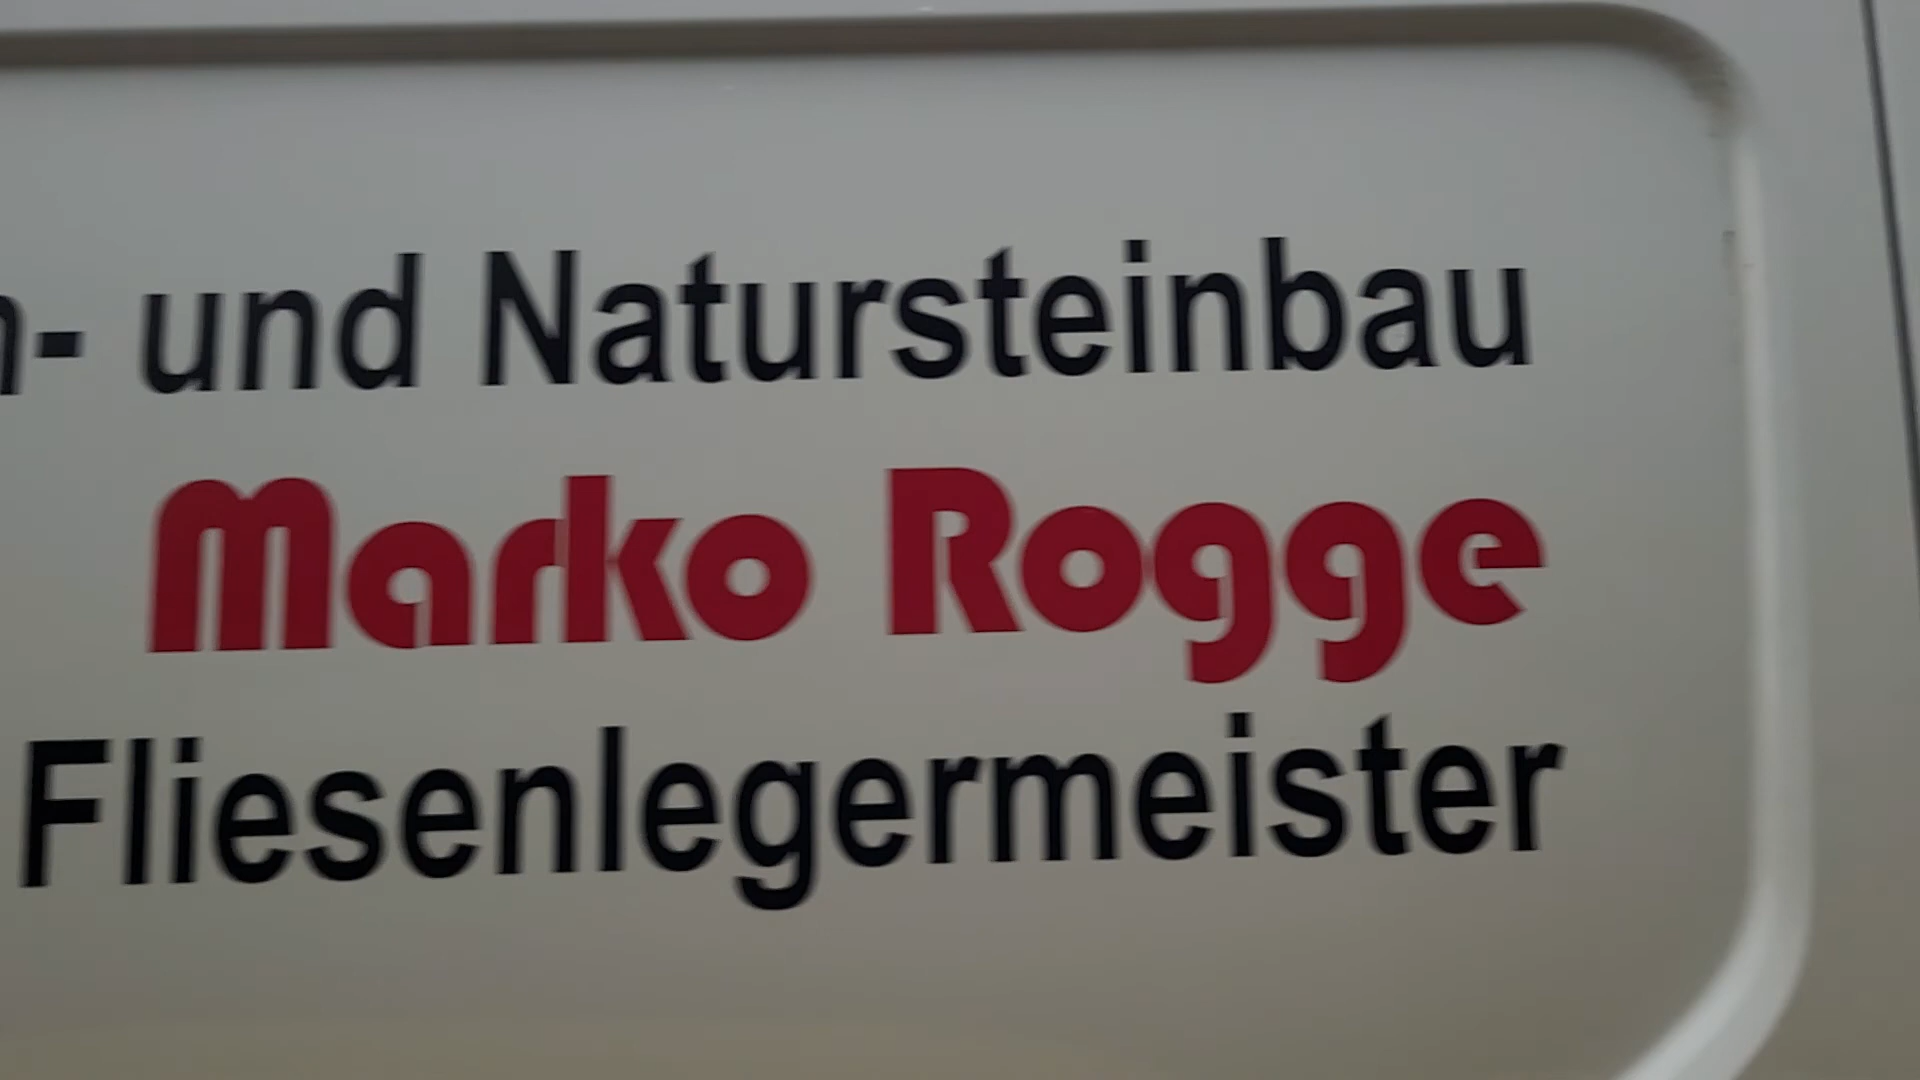 - und Natursteinbau
Marko Rogge
Fliesenlegermeister